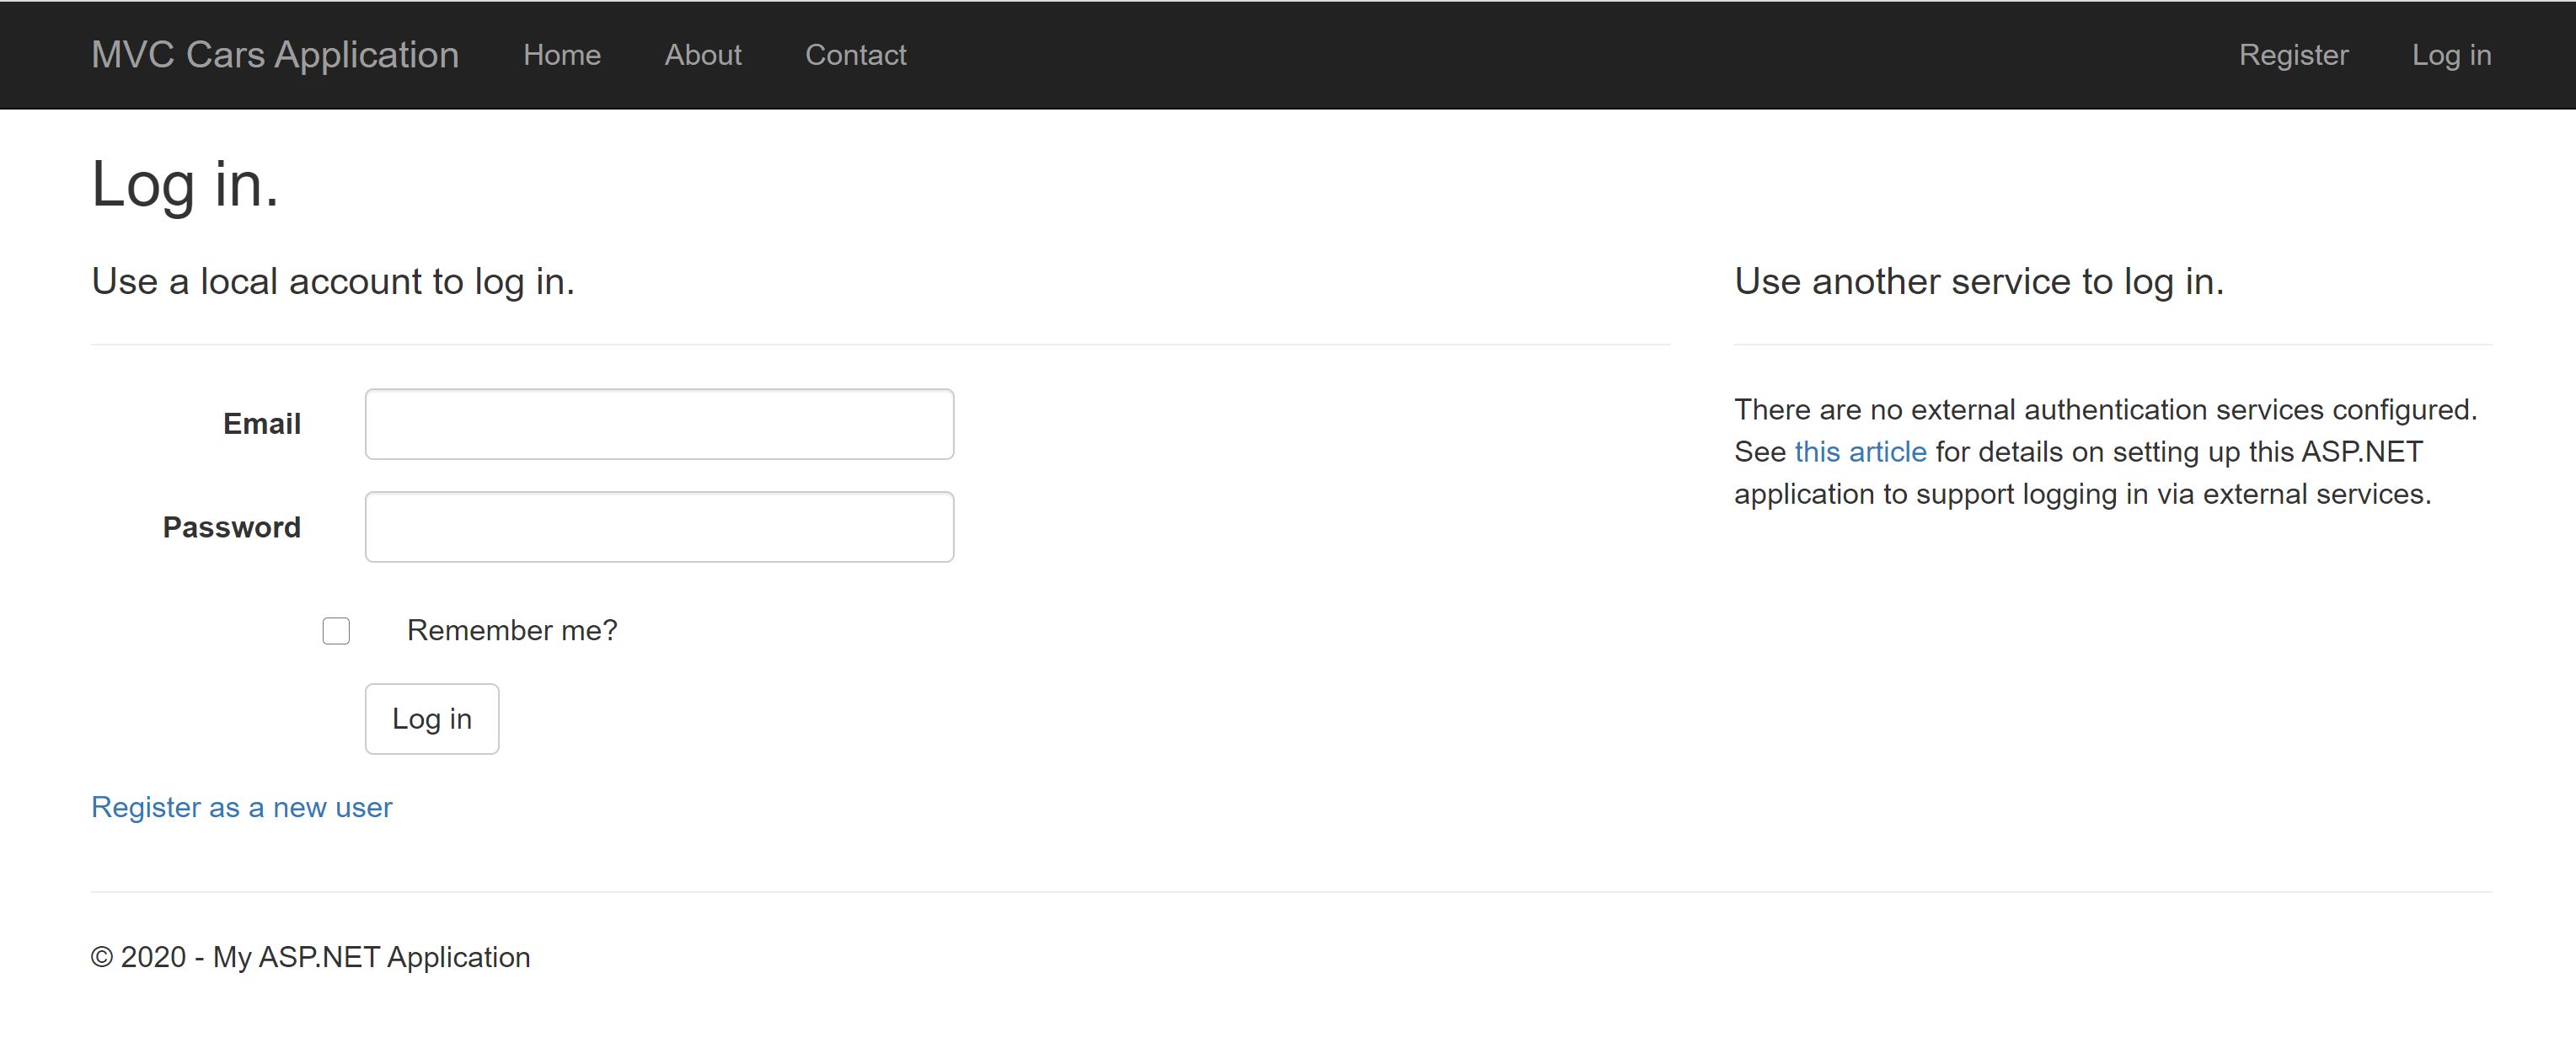 MVC Cars Application Home About Contact Register Log in
Log in.
Use a local account to log in.
Email
Password
Remember me?
Log in
Register as a new user
Use another service to log in.
There are no external authentication services configured.
See this article for details on setting up this ASP.NET
application to support logging in via external services.
© 2020 - My ASP.NET Application